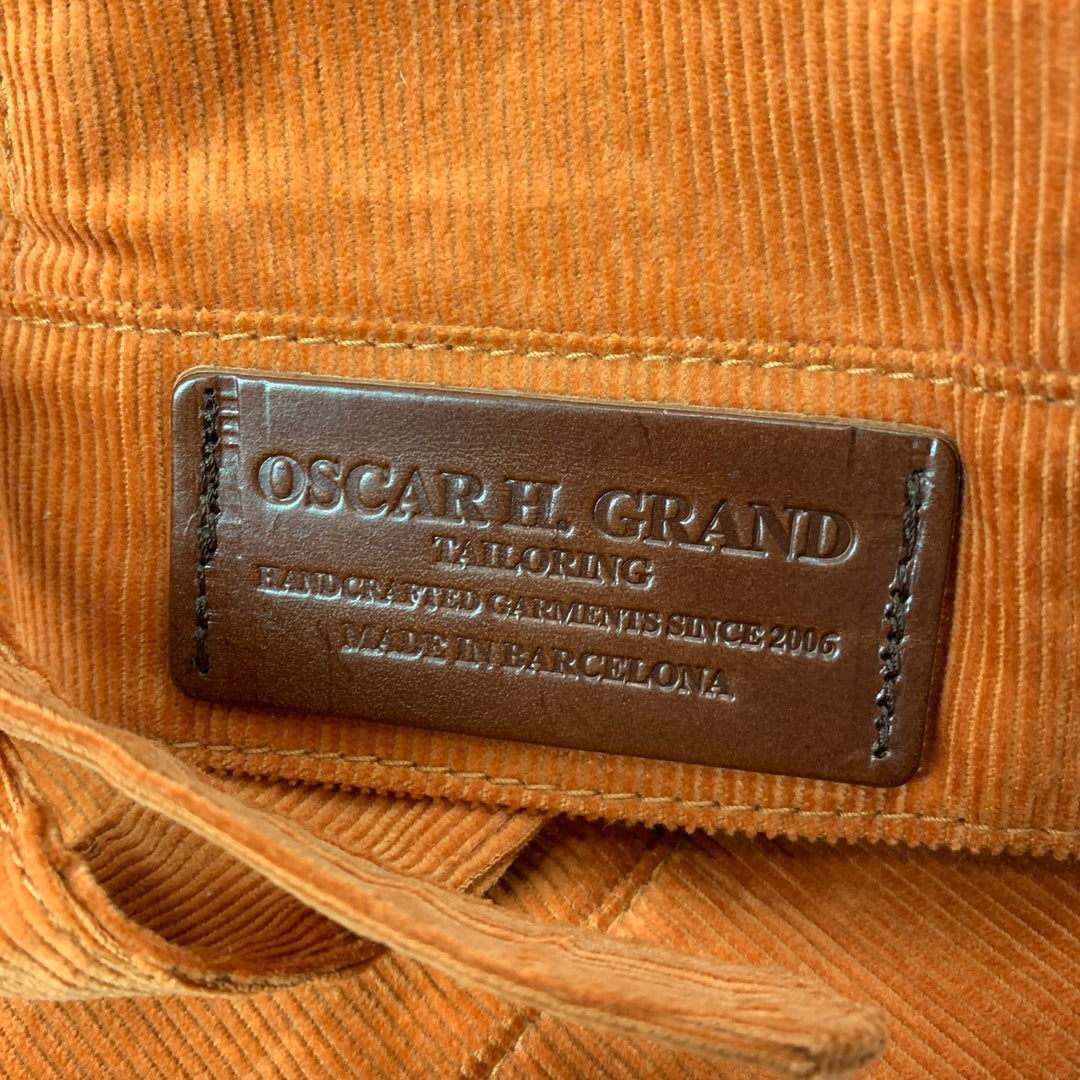 OSCAR H. GRAND
TAILORING
HANDCRAFTED GARMENTS SINCE 2006
MADE IN BARCELONA